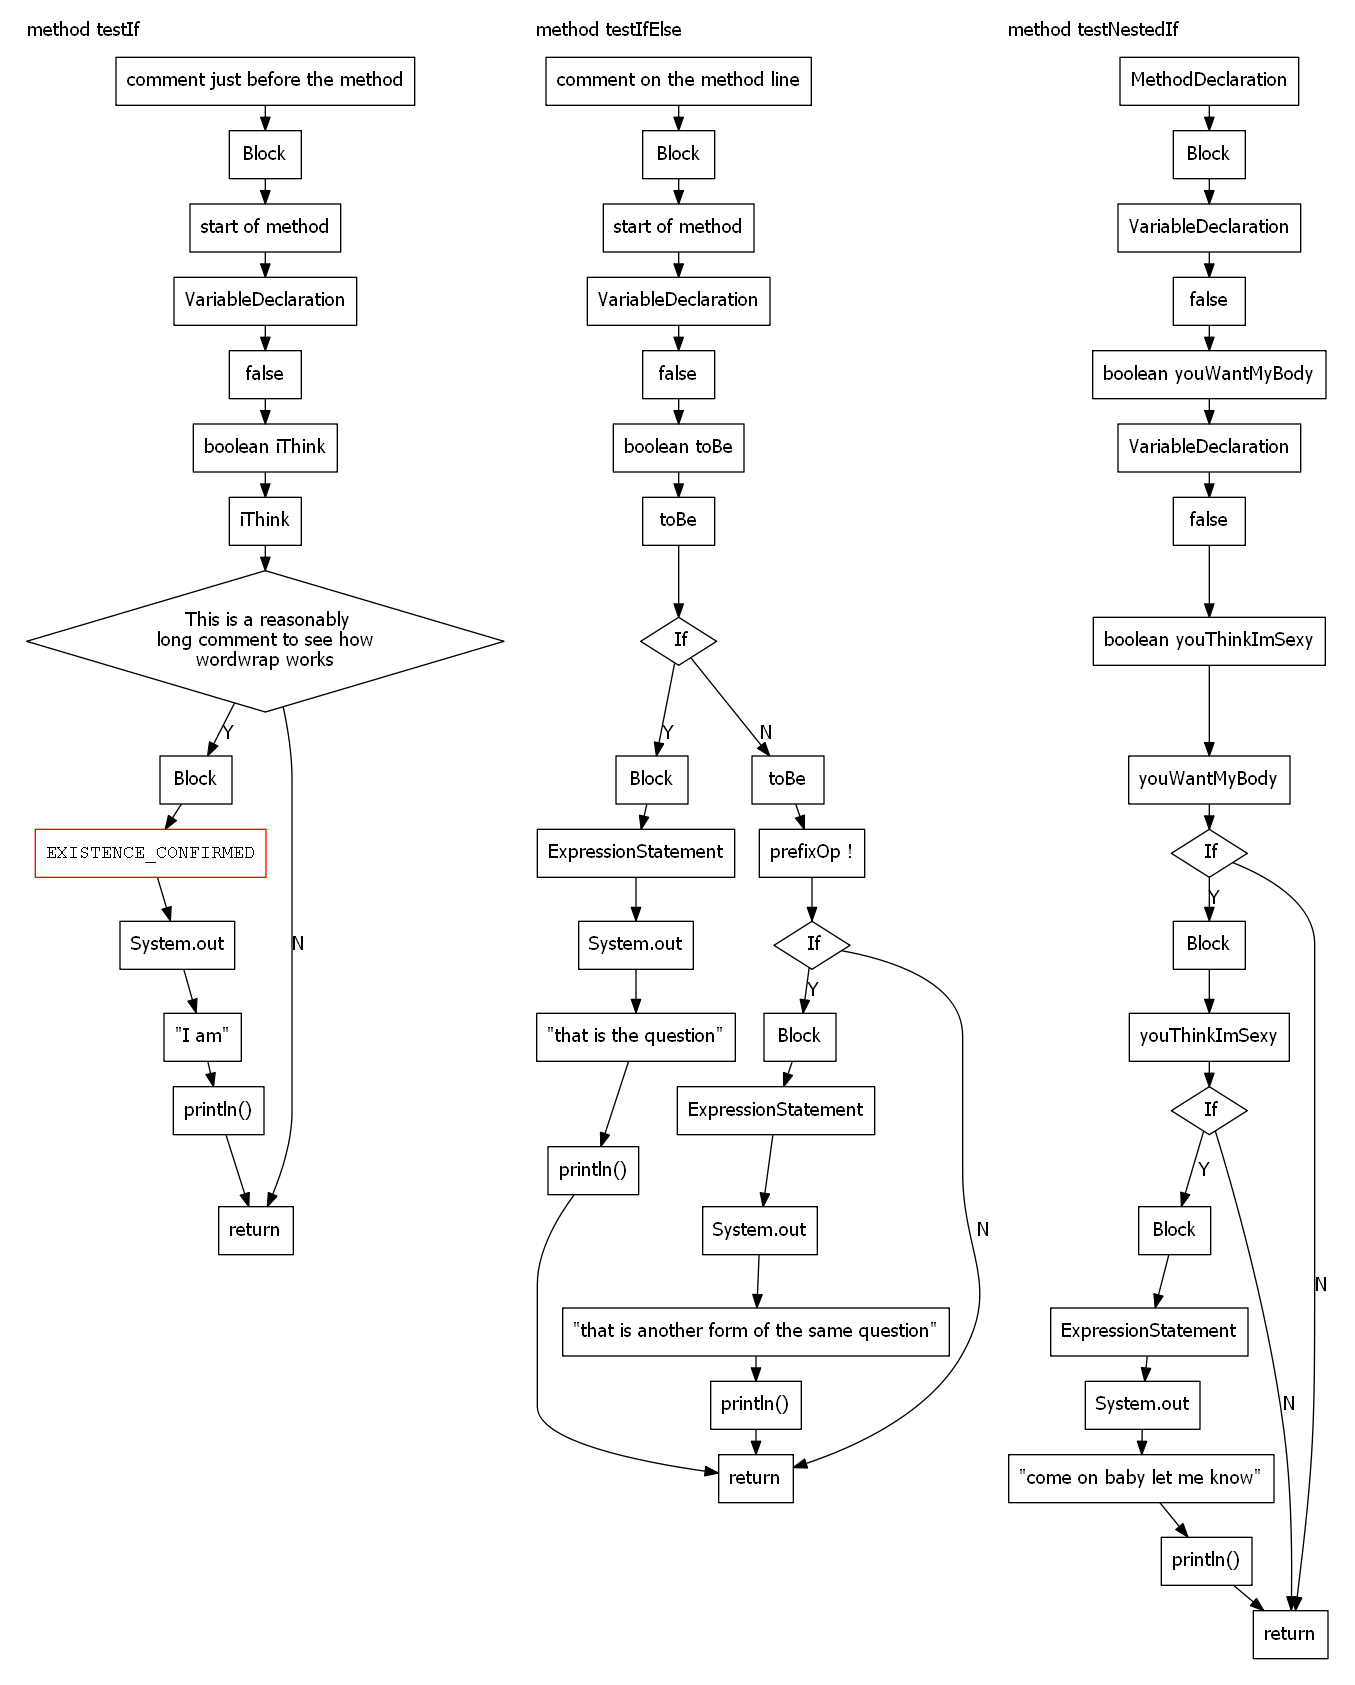 method testIf
comment just before the method
Block
start of method
VariableDeclaration
false
boolean iThink
iThink
This is a reasonably
long comment to see how
wordwrap works
Y
N
Block
EXISTENCE_CONFIRMED
System.out
"I am"
println()
return
method testIfElse
comment on the method line
Block
start of method
VariableDeclaration
false
boolean toBe
toBe
If
Y
N
Block
ExpressionStatement
System.out
"that is the question"
println()
toBe
prefixOp !
If
Y
N
Block
ExpressionStatement
System.out
"that is another form of the same question"
println()
return
method testNestedIf
MethodDeclaration
Block
VariableDeclaration
false
boolean youWantMyBody
VariableDeclaration
false
boolean youThinkImSexy
youWantMyBody
If
Y
N
Block
youThinkImSexy
If
Y
N
Block
ExpressionStatement
System.out
"come on baby let me know"
println()
return